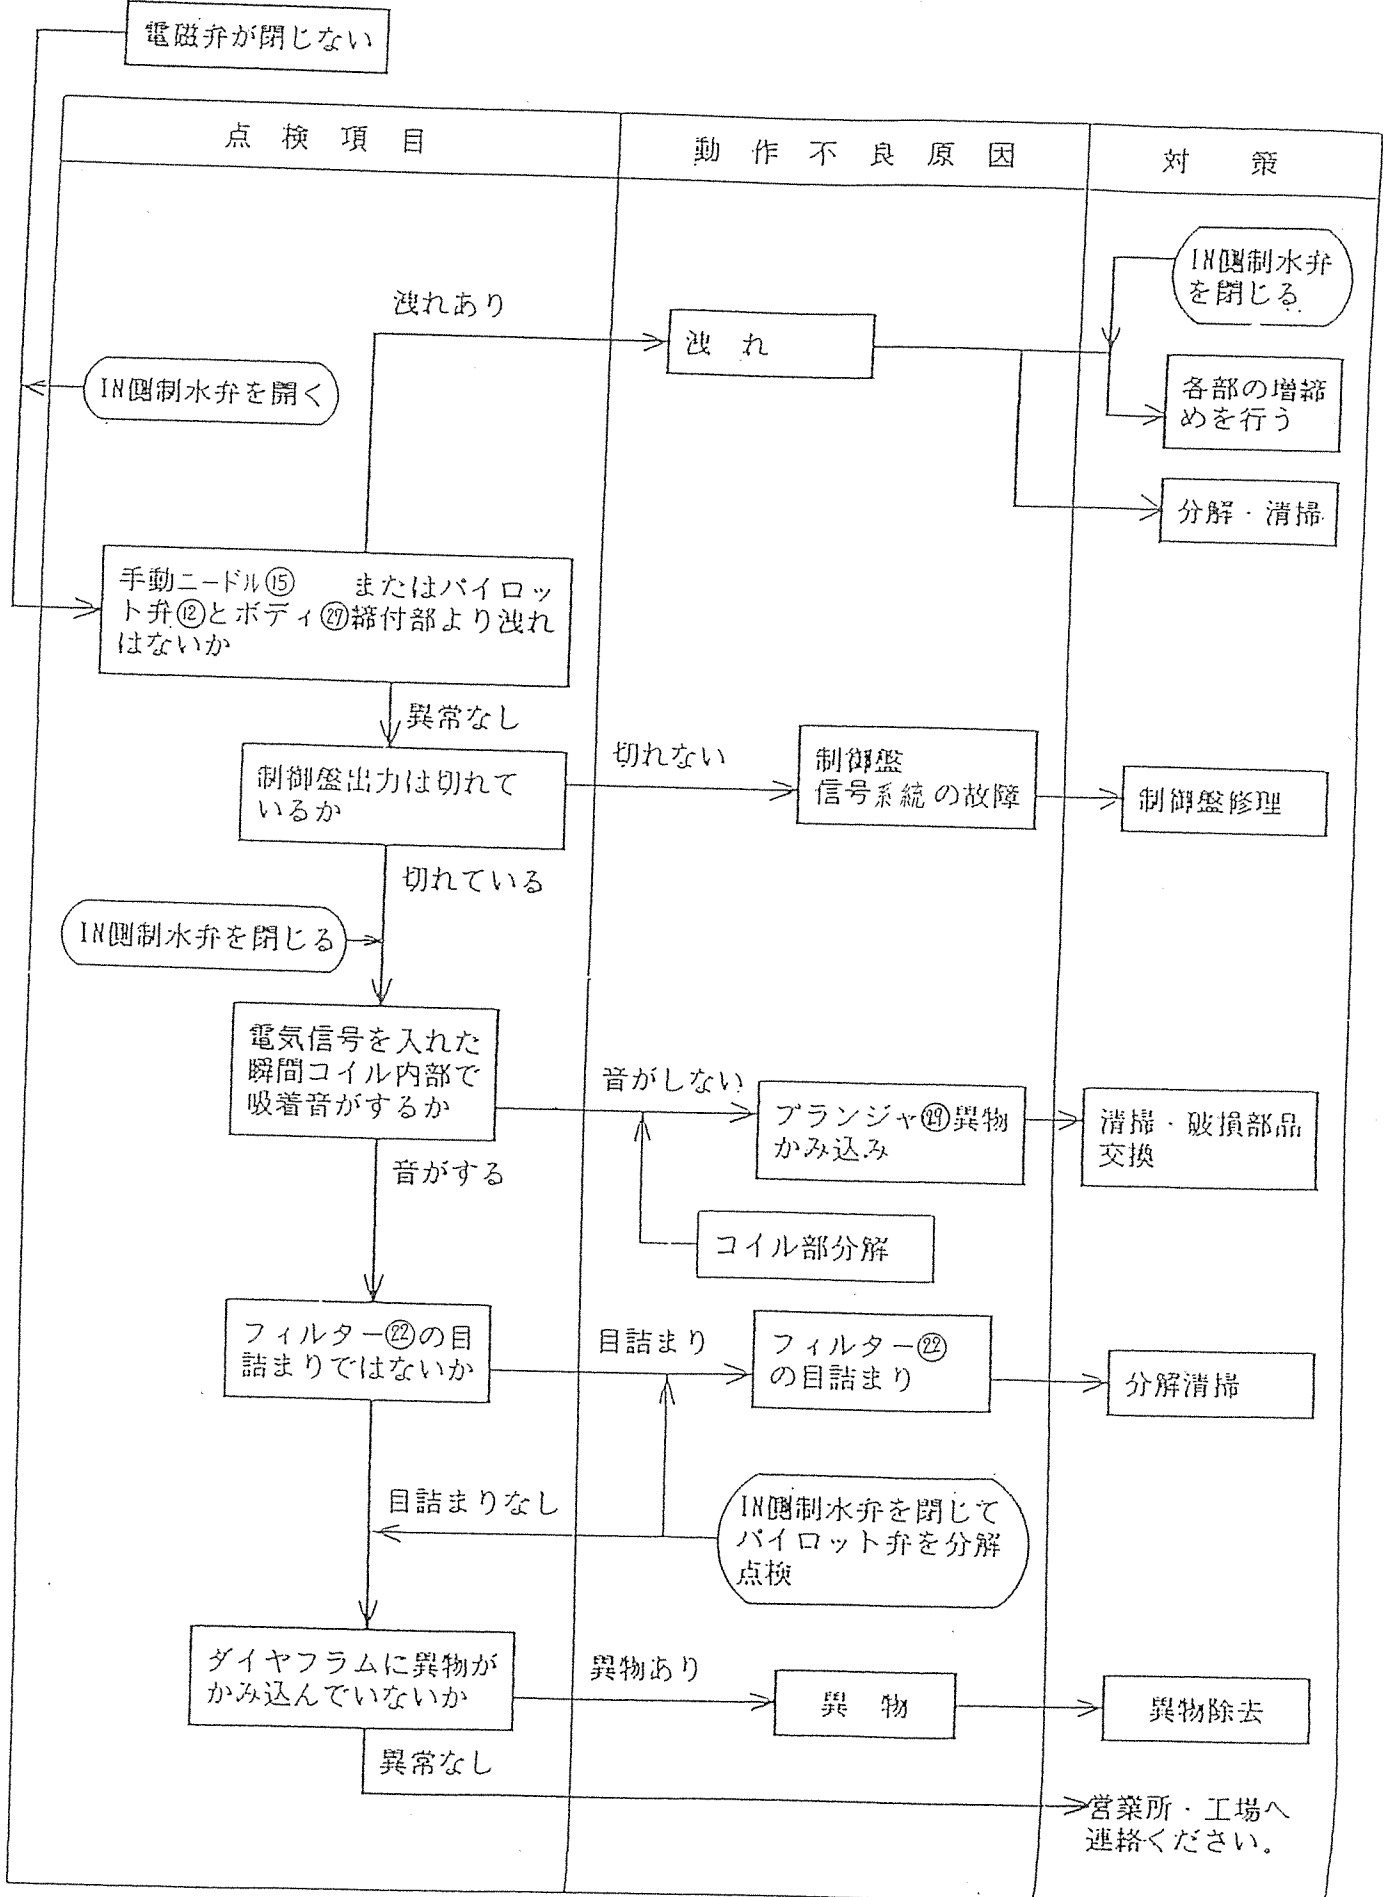 電磁弁が閉じない
点検項目
動作不良原因
対策
IN側制水弁
を閉じる
洩れあり
洩れ
IN側制水弁を開く
各部の増締
めを行う
分解・清掃
手動ニードル⑮ またはパイロッ
ト弁⑫とボディ㉗締付部より洩れ
はないか
異常なし
制御盤出力は切れて
いるか
切れない
制御盤
信号系統の故障
制御盤修理
切れている
IN側制水弁を閉じる
電気信号を入れた
瞬間コイル内部で
吸着音がするか
音がしない
プランジャ㉙異物
かみ込み
清掃・破損部品
交換
音がする
コイル部分解
フィルター㉒の目
詰まりではないか
目詰まり
フィルター㉒
の目詰まり
分解清掃
目詰まりなし
IN側制水弁を閉じて
パイロット弁を分解
点検
ダイヤフラムに異物が
かみ込んでいないか
異物あり
異物
異物除去
異常なし
営業所・工場へ
連絡ください。